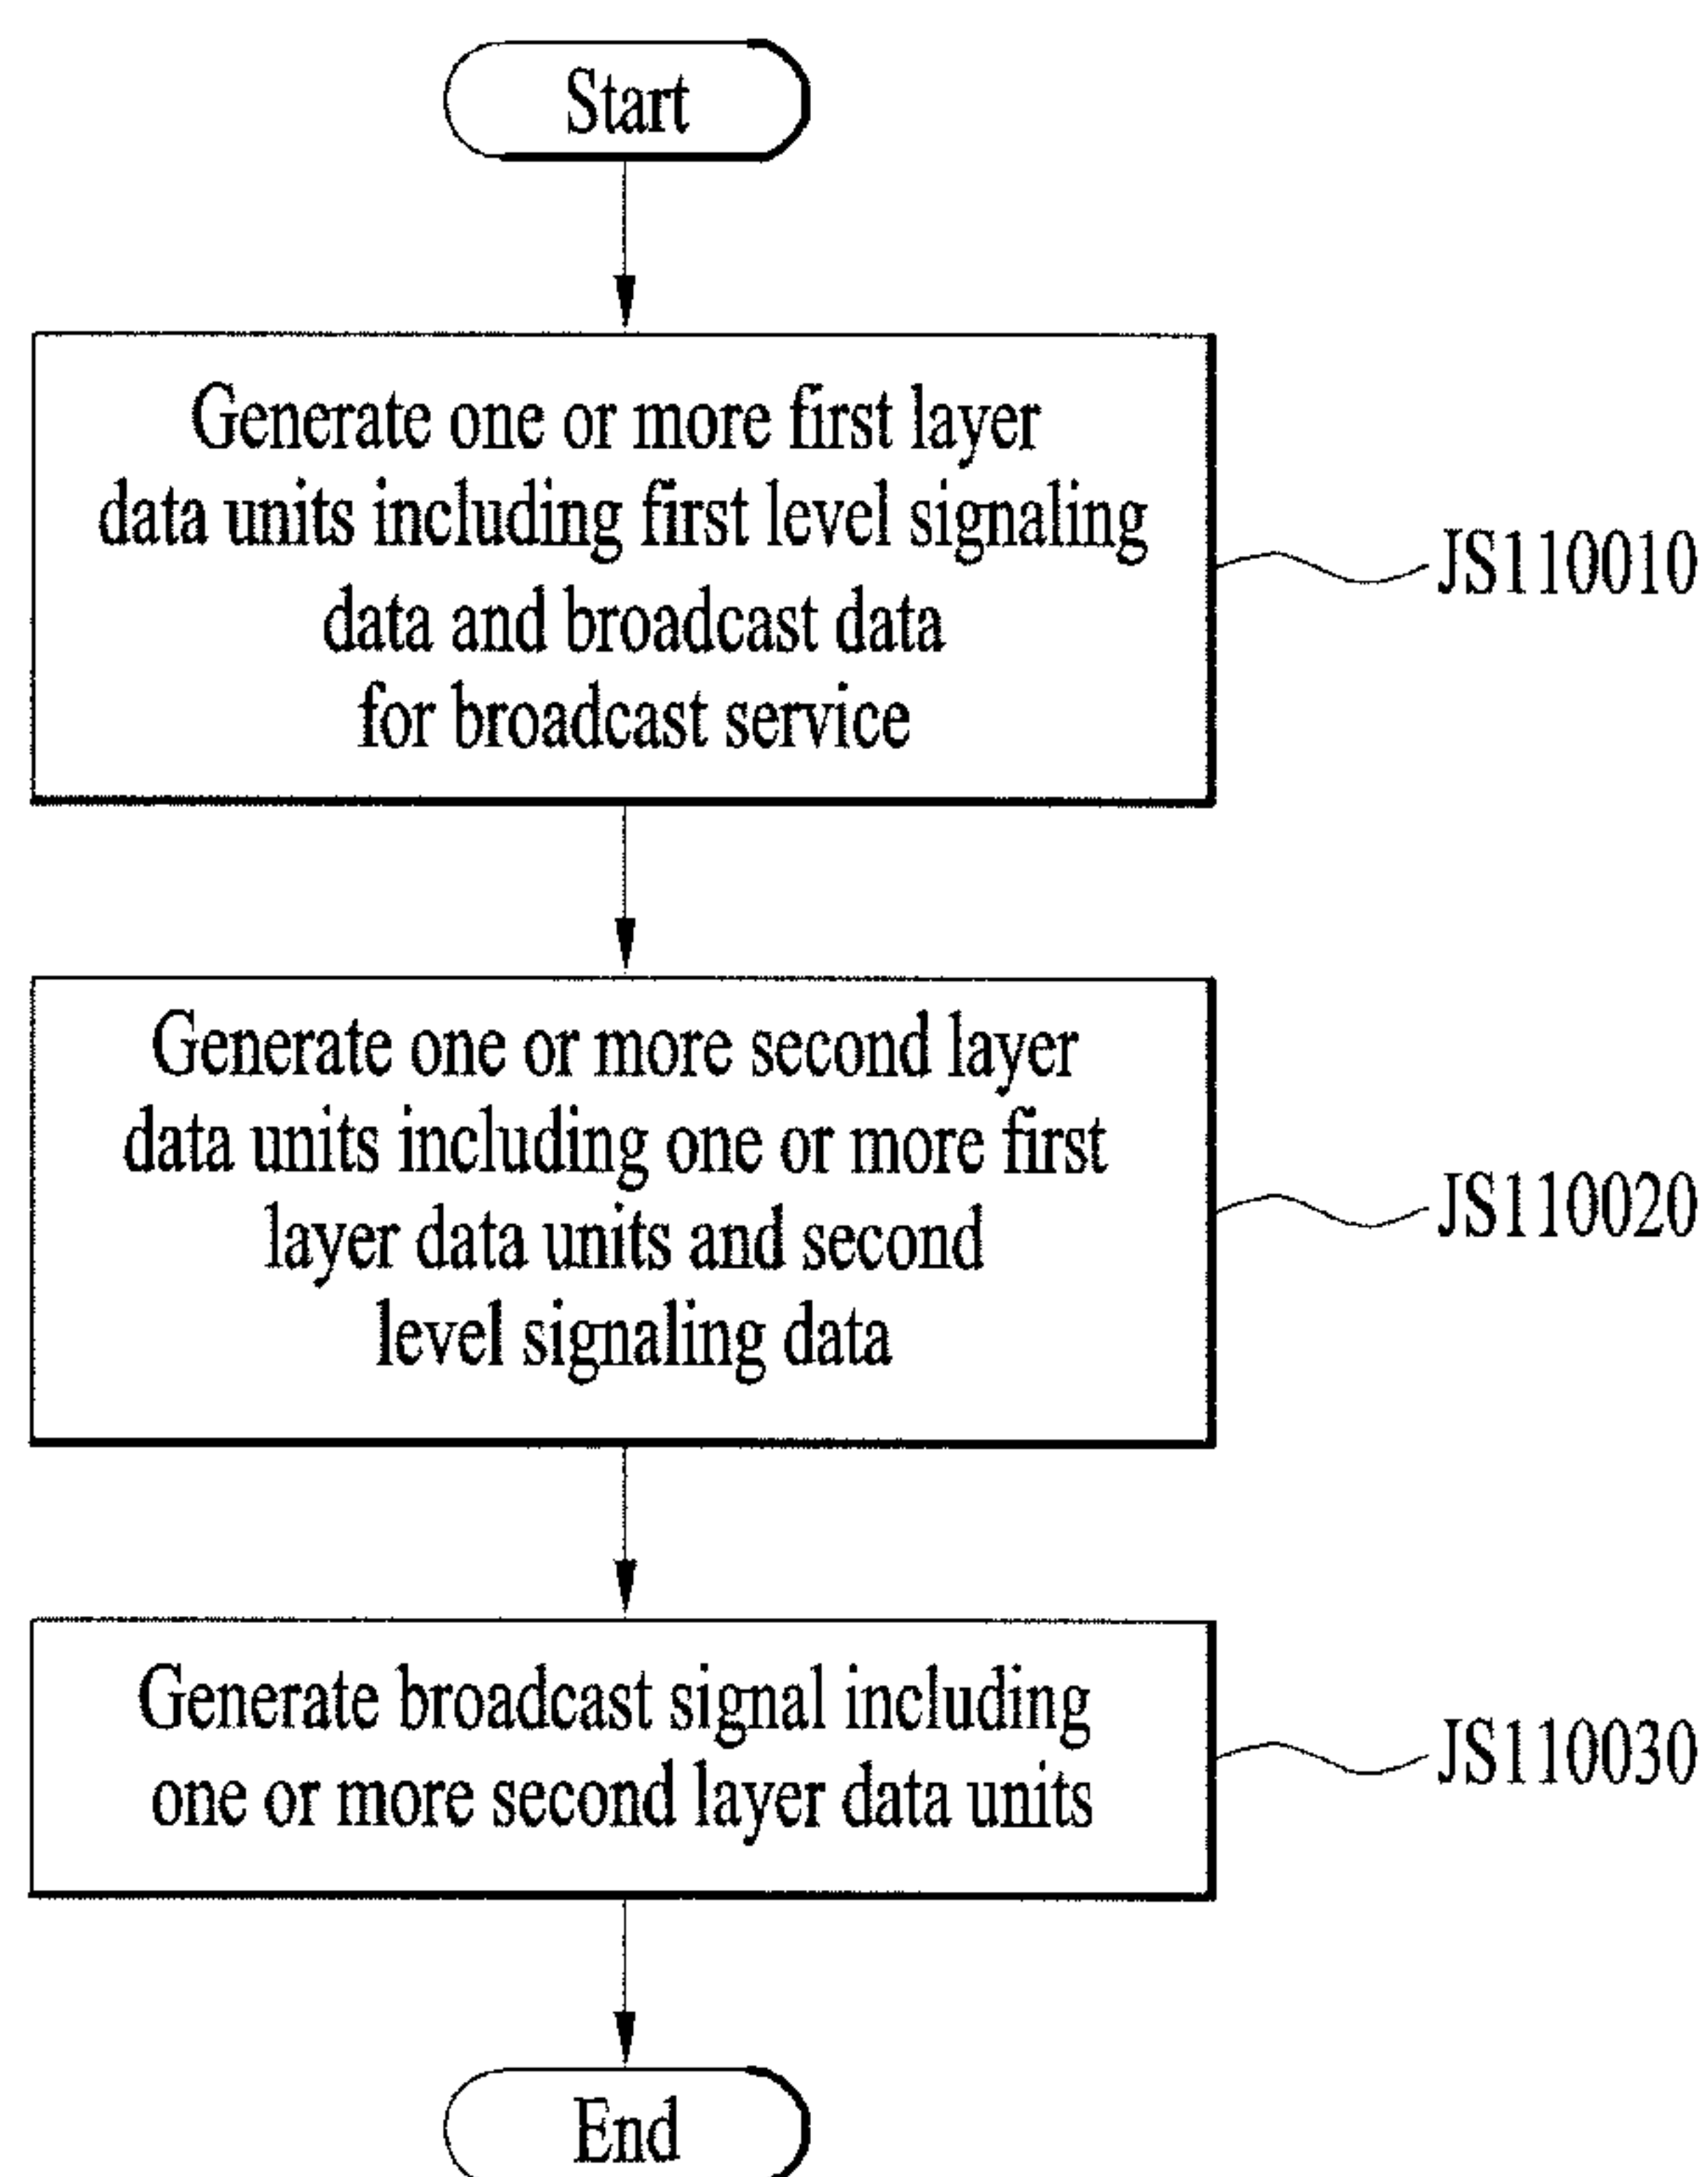 Start
Generate one or more first layer
data units including first level signaling
data and broadcast data
for broadcast service
JS110010
Generate one or more second layer
data units including one or more first
layer data units and second
level signaling data
JS110020
Generate broadcast signal including
one or more second layer data units
JS110030
End